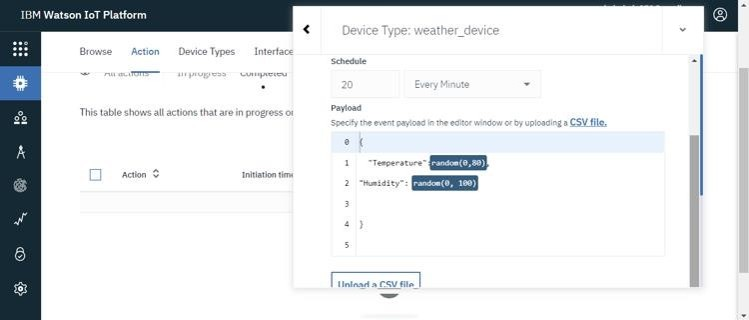 IBM Watson IoT Platform
Device Type: weather_device
Browse Action Device Types Interface
All actions In progress Completed
Schedule
20 Every Minute
Payload
Specify the event payload in the editor window or by uploading a CSV file.
This table shows all actions that are in progress
0 {
1 "Temperature": random(0,80),
2 "Humidity": random(0, 100)
3
4 }
5
Action Initiation time
Upload a CSV file